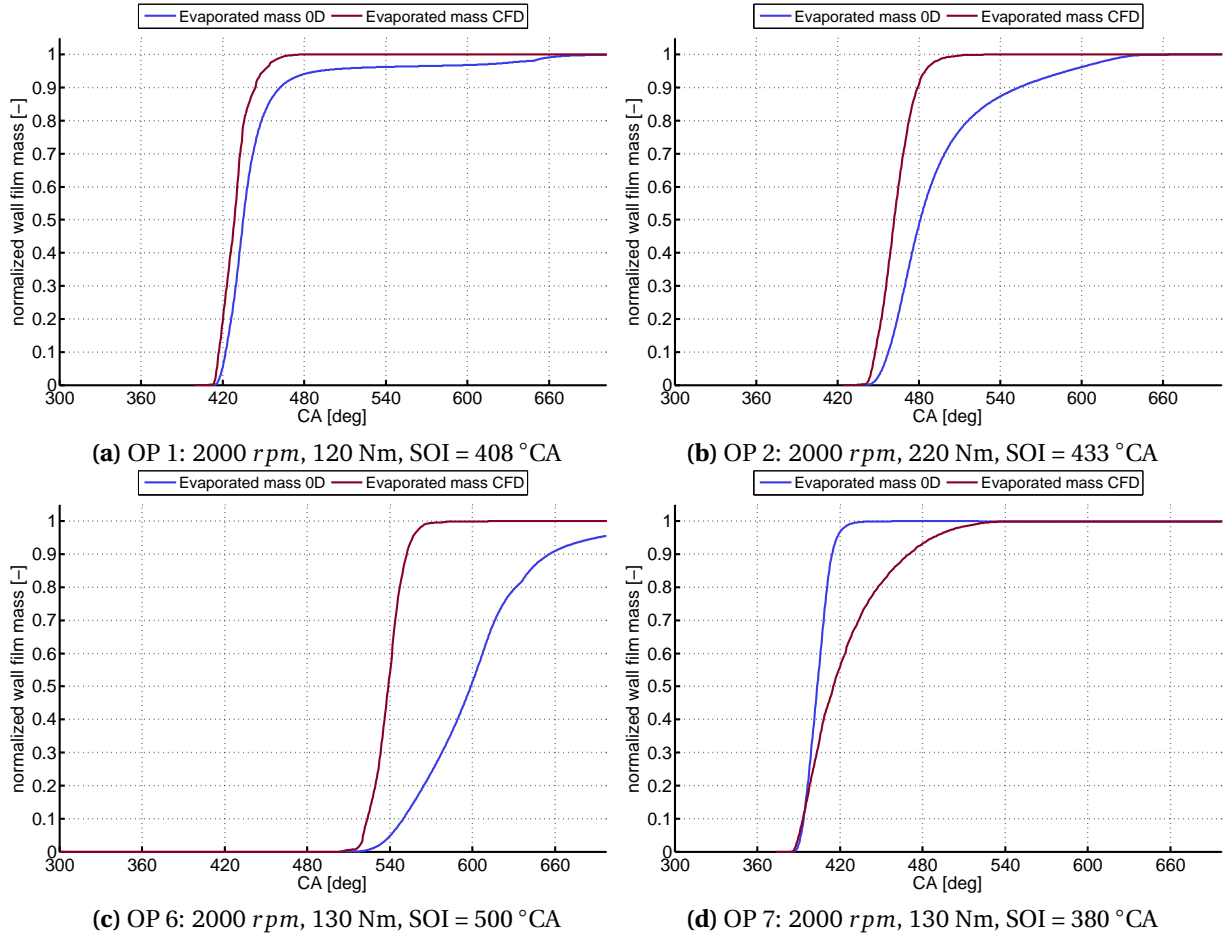 Evaporated mass 0D Evaporated mass CFD
Evaporated mass 0D Evaporated mass CFD
normalized wall film mass [−]
1
0.9
0.8
0.7
0.6
0.5
0.4
0.3
0.2
0.1
0
300 360 420 480 540 600 660
CA [deg]
normalized wall film mass [−]
1
0.9
0.8
0.7
0.6
0.5
0.4
0.3
0.2
0.1
0
300 360 420 480 540 600 660
CA [deg]
(a) OP 1: 2000 rpm, 120 Nm, SOI = 408 °CA
(b) OP 2: 2000 rpm, 220 Nm, SOI = 433 °CA
Evaporated mass 0D Evaporated mass CFD
Evaporated mass 0D Evaporated mass CFD
normalized wall film mass [−]
1
0.9
0.8
0.7
0.6
0.5
0.4
0.3
0.2
0.1
0
300 360 420 480 540 600 660
CA [deg]
normalized wall film mass [−]
1
0.9
0.8
0.7
0.6
0.5
0.4
0.3
0.2
0.1
0
300 360 420 480 540 600 660
CA [deg]
(c) OP 6: 2000 rpm, 130 Nm, SOI = 500 °CA
(d) OP 7: 2000 rpm, 130 Nm, SOI = 380 °CA